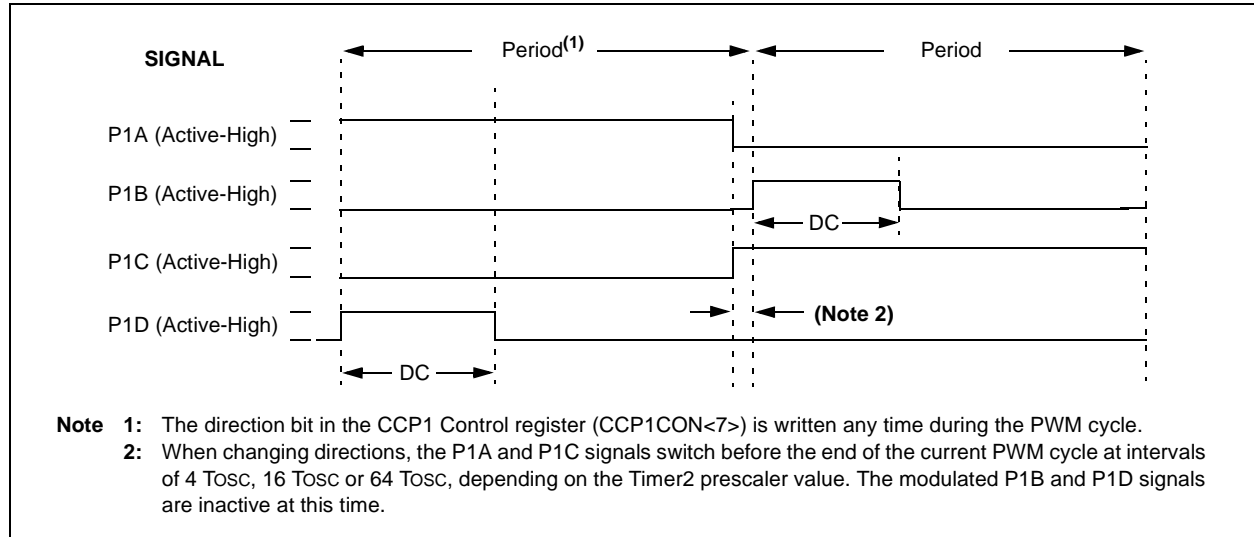 SIGNAL
Period(1)
Period
P1A (Active-High)
P1B (Active-High)
DC
P1C (Active-High)
P1D (Active-High)
(Note 2)
DC
Note 1: The direction bit in the CCP1 Control register (CCP1CON<7>) is written any time during the PWM cycle.
2: When changing directions, the P1A and P1C signals switch before the end of the current PWM cycle at intervals
of 4 TOSC, 16 TOSC or 64 TOSC, depending on the Timer2 prescaler value. The modulated P1B and P1D signals
are inactive at this time.